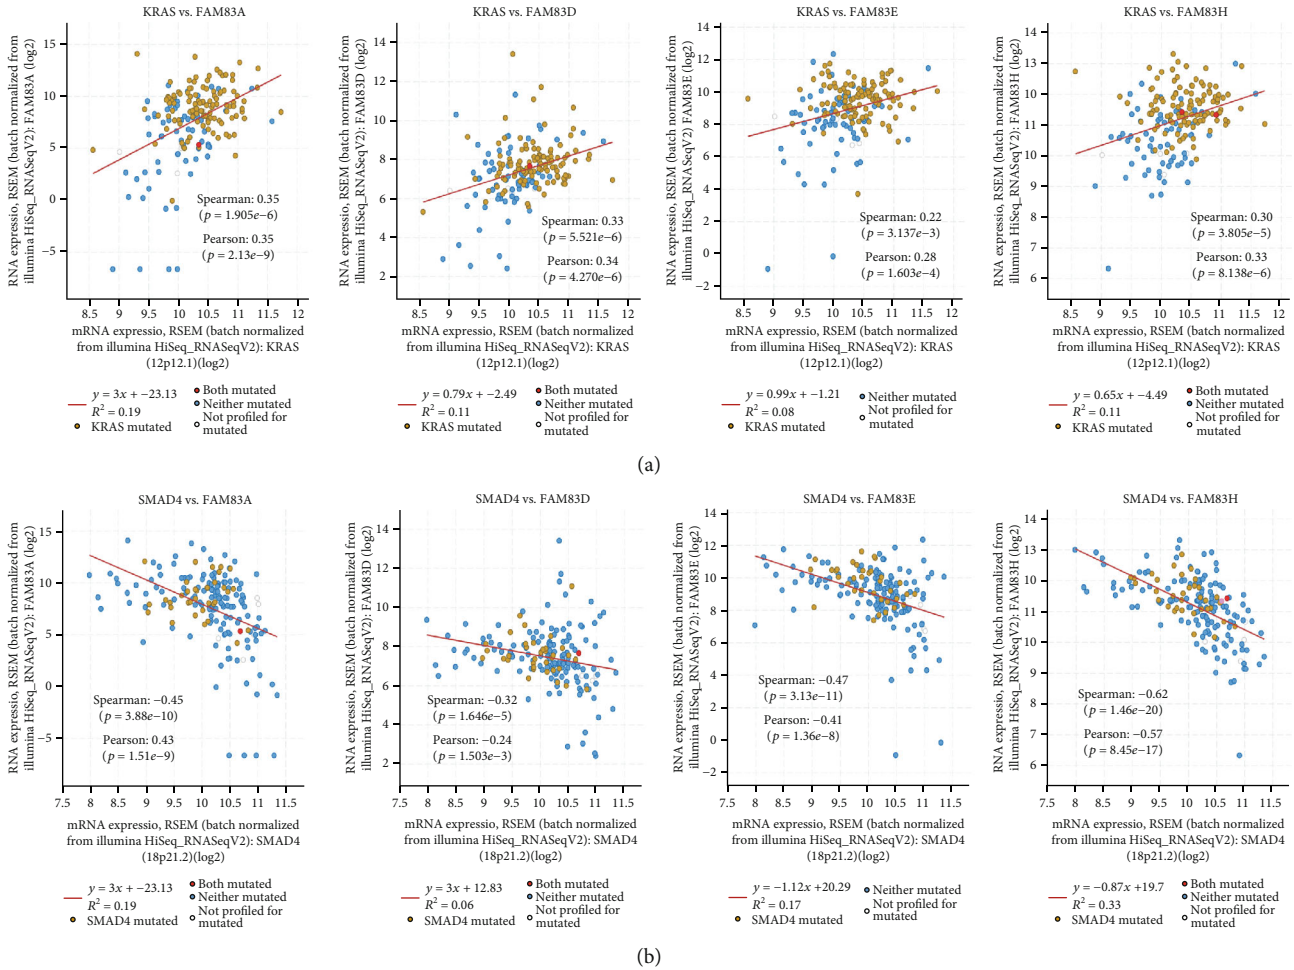 KRAS vs. FAM83A
RNA expressio, RSEM (batch normalized from
illumina HiSeq_RNASeqV2): FAM83A (log2)
15
10
5
0
−5
Spearman: 0.35
(p = 1.905e−6)
Pearson: 0.35
(p = 2.13e−9)
8.5 9 9.5 10 10.5 11 11.5 12
mRNA expressio, RSEM (batch normalized
from illumina HiSeq_RNASeqV2): KRAS
(12p12.1)(log2)
y = 3x + −23.13
R² = 0.19
KRAS mutated
Both mutated
Neither mutated
Not profiled for
mutated
KRAS vs. FAM83D
RNA expressio, RSEM (batch normalized from
illumina HiSeq_RNASeqV2): FAM83D (log2)
14
12
10
8
6
4
2
Spearman: 0.33
(p = 5.521e−6)
Pearson: 0.34
(p = 4.270e−6)
8.5 9 9.5 10 10.5 11 11.5 12
mRNA expressio, RSEM (batch normalized
from illumina HiSeq_RNASeqV2): KRAS
(12p12.1)(log2)
y = 0.79x + −2.49
R² = 0.11
KRAS mutated
Both mutated
Neither mutated
Not profiled for
mutated
KRAS vs. FAM83E
RNA expressio, RSEM (batch normalized from
illumina HiSeq_RNASeqV2) FAM83E (log2)
14
12
10
8
6
4
2
0
−2
Spearman: 0.22
(p = 3.137e−3)
Pearson: 0.28
(p = 1.603e−4)
8.5 9 9.5 10 10.5 11 11.5 12
mRNA expressio, RSEM (batch normalized
from illumina HiSeq_RNASeqV2): KRAS
(12p12.1)(log2)
y = 0.99x + −1.21
R² = 0.08
KRAS mutated
Neither mutated
Not profiled for
mutated
KRAS vs. FAM83H
RNA expressio, RSEM (batch normalized from
illumina HiSeq_RNASeqV2): FAM83H (log2)
14
13
12
11
10
9
8
7
6
Spearman: 0.30
(p = 3.805e−5)
Pearson: 0.33
(p = 8.138e−6)
8.5 9 9.5 10 10.5 11 11.5 12
mRNA expressio, RSEM (batch normalized
from illumina HiSeq_RNASeqV2): KRAS
(12p12.1)(log2)
y = 0.65x + −4.49
R² = 0.11
KRAS mutated
Both mutated
Neither mutated
Not profiled for
mutated
(a)
SMAD4 vs. FAM83A
RNA expressio, RSEM (batch normalized from
illumina HiSeq_RNASeqV2): FAM83A (log2)
15
10
5
0
−5
Spearman: −0.45
(p = 3.88e−10)
Pearson: 0.43
(p = 1.51e−9)
7.5 8 8.5 9 9.5 10 10.5 11 11.5
mRNA expressio, RSEM (batch normalized
from illumina HiSeq_RNASeqV2): SMAD4
(18p21.2)(log2)
y = 3x + −23.13
R² = 0.19
SMAD4 mutated
Both mutated
Neither mutated
Not profiled for
mutated
SMAD4 vs. FAM83D
RNA expressio, RSEM (batch normalized from
illumina HiSeq_RNASeqV2): FAM83D (log2)
14
12
10
8
6
4
2
Spearman: −0.32
(p = 1.646e−5)
Pearson: −0.24
(p = 1.503e−3)
7.5 8 8.5 9 9.5 10 10.5 11 11.5
mRNA expressio, RSEM (batch normalized
from illumina HiSeq_RNASeqV2): SMAD4
(18p21.2)(log2)
y = 3x + 12.83
R² = 0.06
SMAD4 mutated
Both mutated
Neither mutated
Not profiled for
mutated
SMAD4 vs. FAM83E
RNA expressio, RSEM (batch normalized from
illumina HiSeq_RNASeqV2): FAM83E (log2)
14
12
10
8
6
4
2
0
−2
Spearman: −0.47
(p = 3.13e−11)
Pearson: −0.41
(p = 1.36e−8)
7.5 8 8.5 9 9.5 10 10.5 11 11.5
mRNA expressio, RSEM (batch normalized
from illumina HiSeq_RNASeqV2): SMAD4
(18p21.2)(log2)
y = −1.12x +20.29
R² = 0.17
SMAD4 mutated
Neither mutated
Not profiled for
mutated
SMAD4 vs. FAM83H
RNA expressio, RSEM (batch normalized from
illumina HiSeq_RNASeqV2): FAM83H (log2)
14
13
10
11
10
9
8
7
6
Spearman: −0.62
(p = 1.46e−20)
Pearson: −0.57
(p = 8.45e−17)
7.5 8 8.5 9 9.5 10 10.5 11 11.5
mRNA expressio, RSEM (batch normalized
from illumina HiSeq_RNASeqV2): SMAD4
(18p21.2)(log2)
y = −0.87x +19.7
R² = 0.33
SMAD4 mutated
Both mutated
Neither mutated
Not profiled for
mutated
(b)